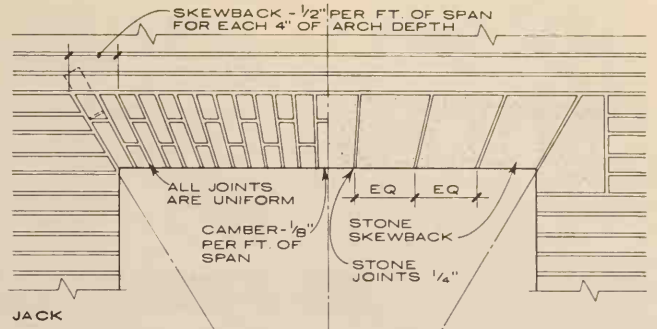 SKEWBACK - 1/2" PER FT. OF SPAN
FOR EACH 4" OF ARCH DEPTH
ALL JOINTS
ARE UNIFORM
CAMBER - 1/8"
PER FT. OF
SPAN
EQ
EQ
STONE
SKEWBACK
STONE
JOINTS 1/4"
JACK